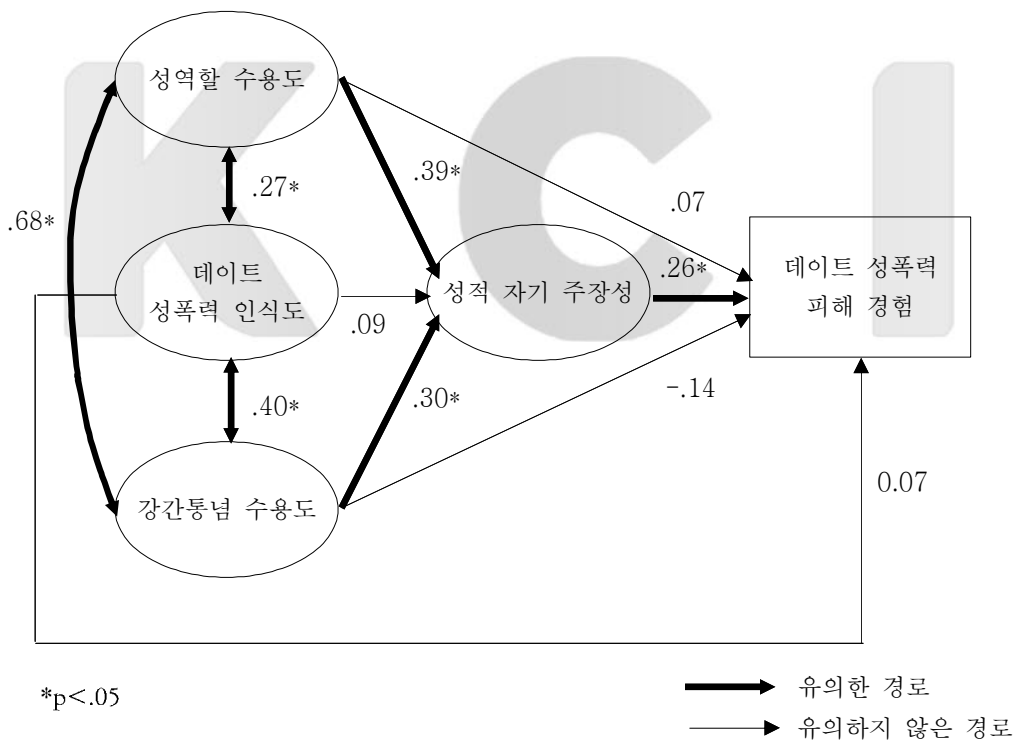 KCI
성역할 수용도
.39*
.27*
.07
.68*
데이트
성폭력 인식도
.09
성적 자기 주장성
.26*
데이트 성폭력
피해 경험
.40*
.30*
-.14
강간통념 수용도
0.07
*p<.05
유의한 경로
유의하지 않은 경로